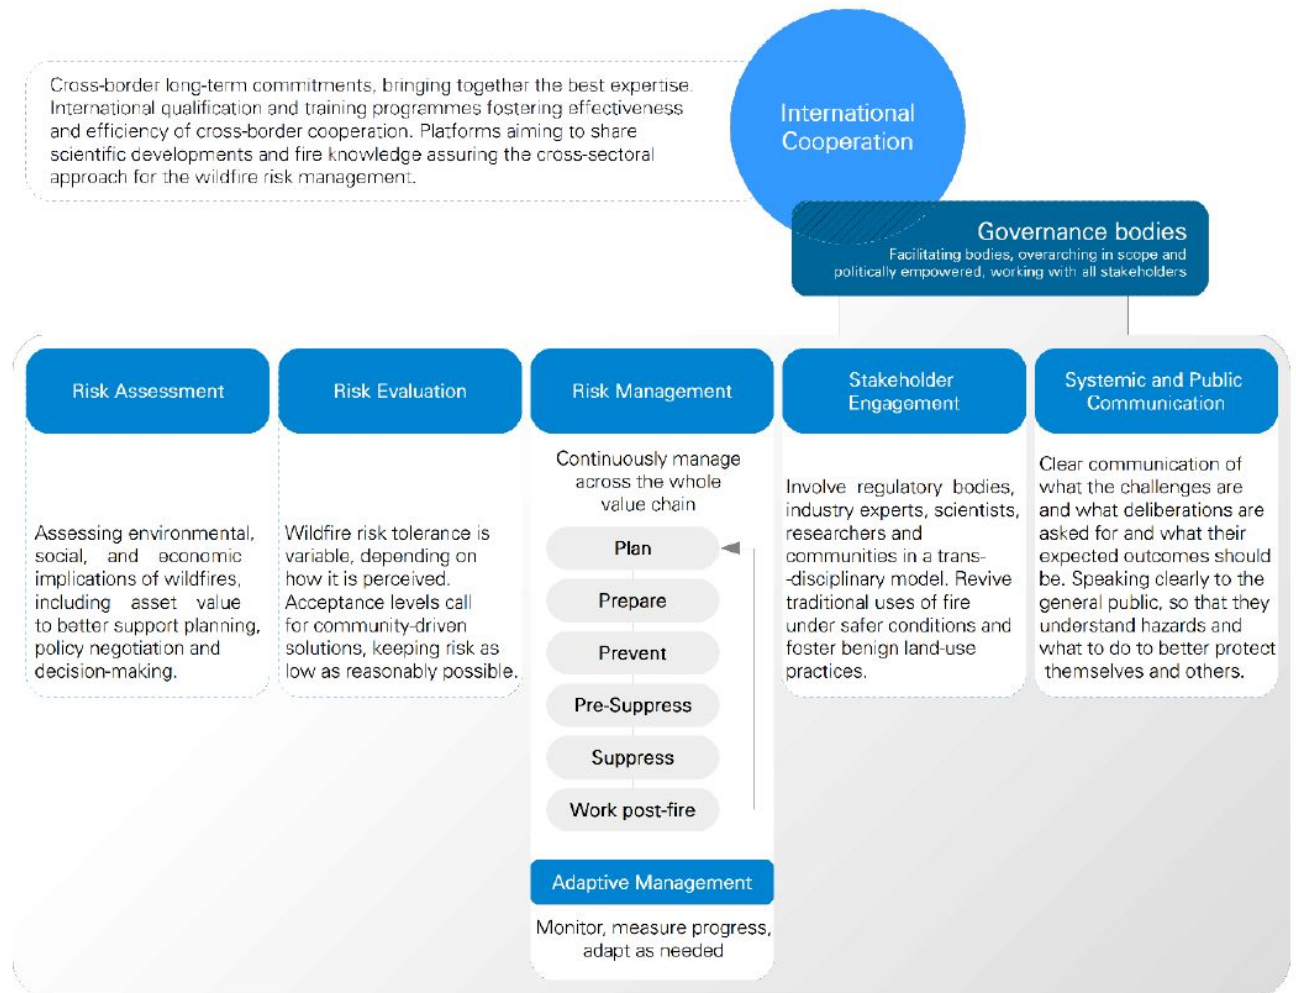 Cross-border long-term commitments, bringing together the best expertise.
International qualification and training programmes fostering effectiveness
and efficiency of cross-border cooperation. Platforms aiming to share
scientific developments and fire knowledge assuring the cross-sectoral
approach for the wildfire risk management.
International
Cooperation
Governance bodies
Facilitating bodies, overarching in scope and
politically empowered, working with all stakeholders
Risk Assessment
Assessing environmental,
social, and economic
implications of wildfires,
including asset value
to better support planning,
policy negotiation and
decision-making.
Risk Evaluation
Wildfire risk tolerance is
variable, depending on
how it is perceived.
Acceptance levels call
for community-driven
solutions, keeping risk as
low as reasonably possible.
Risk Management
Continuously manage
across the whole
value chain
Plan
Prepare
Prevent
Pre-Suppress
Suppress
Work post-fire
Adaptive Management
Monitor, measure progress,
adapt as needed
Stakeholder
Engagement
Involve regulatory bodies,
industry experts, scientists,
researchers and
communities in a trans-
-disciplinary model. Revive
traditional uses of fire
under safer conditions and
foster benign land-use
practices.
Systemic and Public
Communication
Clear communication of
what the challenges are
and what deliberations are
asked for and what their
expected outcomes should
be. Speaking clearly to the
general public, so that they
understand hazards and
what to do to better protect
themselves and others.